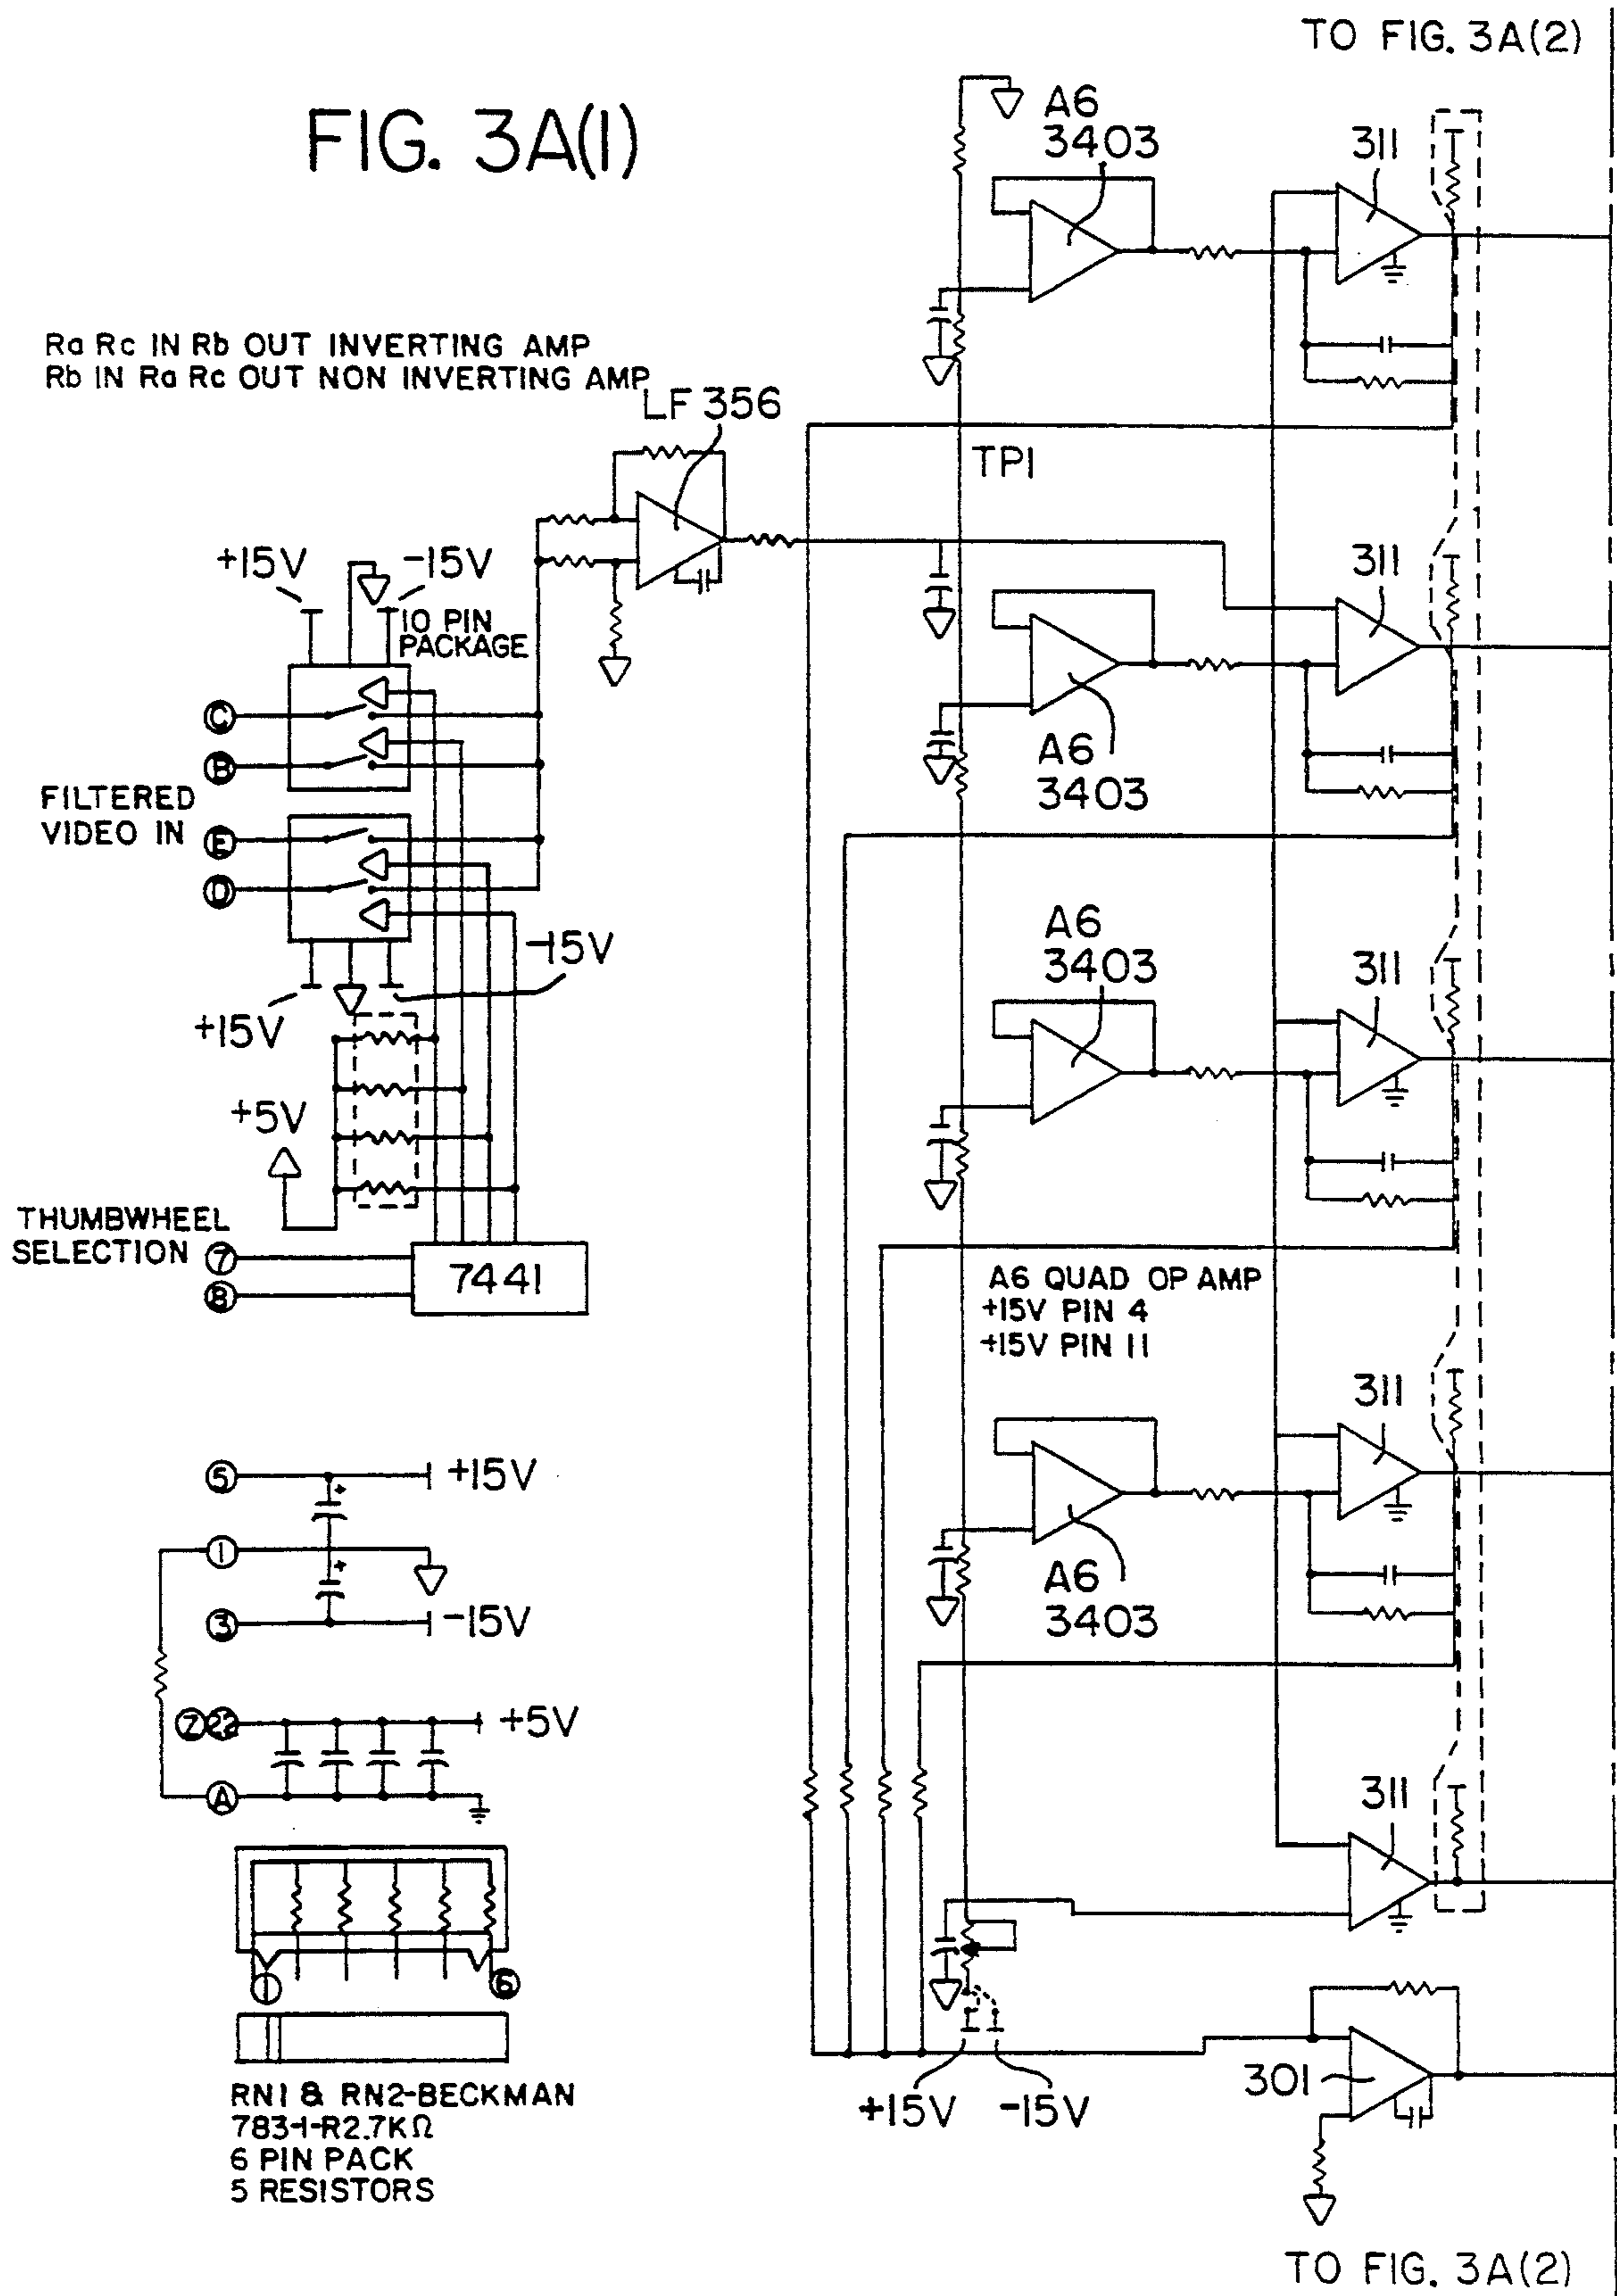 TO FIG. 3A(2)
FIG. 3A(1)
A6
3403
311
Ra Rc IN Rb OUT INVERTING AMP
Rb IN Ra Rc OUT NON INVERTING AMP
LF 356
TP1
+15V
-15V
10 PIN
PACKAGE
311
C
B
A6
3403
FILTERED
VIDEO IN
E
D
A6
3403
311
-15V
+15V
+5V
THUMBWHEEL
SELECTION
7
8
7441
A6 QUAD OP AMP
+15V PIN 4
+15V PIN 11
311
5
+15V
1
3
-15V
A6
3403
Z 22
+5V
A
311
1
6
+15V
-15V
301
RN1 & RN2-BECKMAN
783-1-R2.7KΩ
6 PIN PACK
5 RESISTORS
TO FIG. 3A(2)